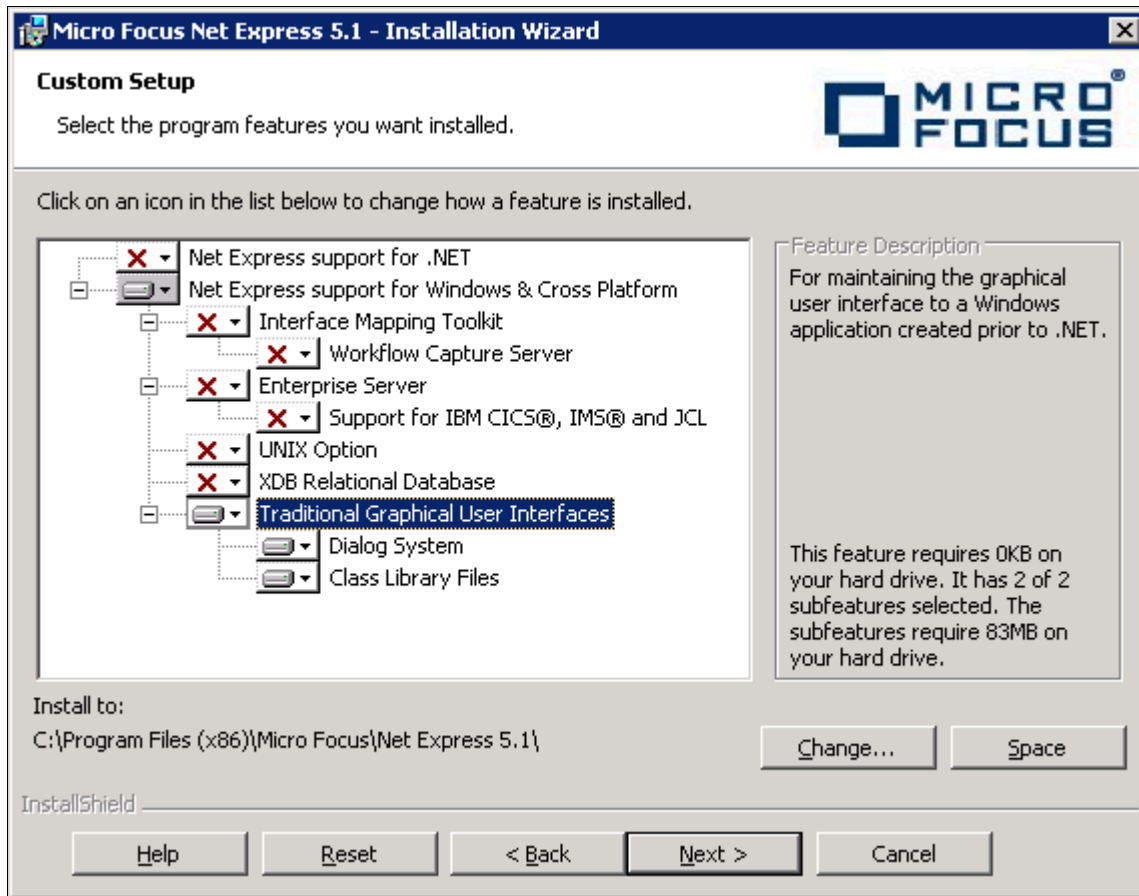 Micro Focus Net Express 5.1 - Installation Wizard
Custom Setup
Select the program features you want installed.
MICRO
FOCUS
®
Click on an icon in the list below to change how a feature is installed.
Net Express support for .NET
Net Express support for Windows & Cross Platform
Interface Mapping Toolkit
Workflow Capture Server
Enterprise Server
Support for IBM CICS®, IMS® and JCL
UNIX Option
XDB Relational Database
Traditional Graphical User Interfaces
Dialog System
Class Library Files
Feature Description
For maintaining the graphical
user interface to a Windows
application created prior to .NET.
This feature requires 0KB on
your hard drive. It has 2 of 2
subfeatures selected. The
subfeatures require 83MB on
your hard drive.
Install to:
C:\Program Files (x86)\Micro Focus\Net Express 5.1\
Change...
Space
InstallShield
Help
Reset
< Back
Next >
Cancel